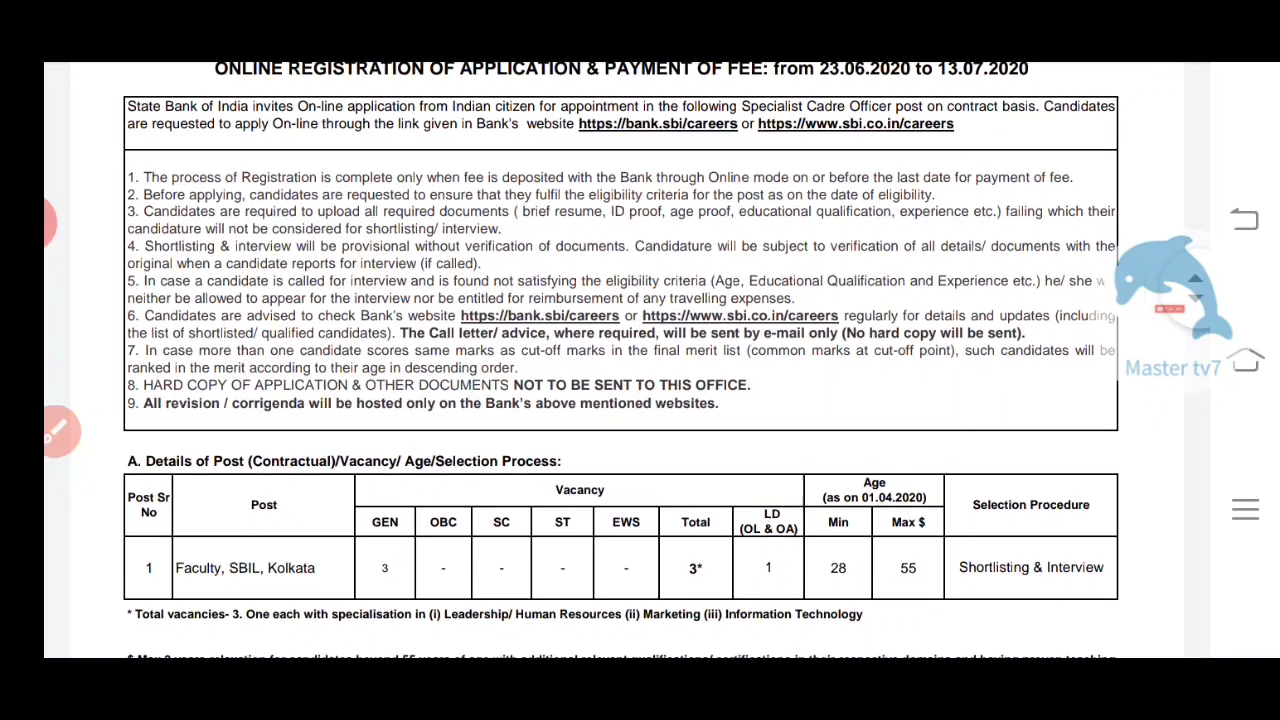 ONLINE REGISTRATION OF APPLICATION & PAYMENT OF FEE: from 23.06.2020 to 13.07.2020
State Bank of India invites On-line application from Indian citizen for appointment in the following Specialist Cadre Officer post on contract basis. Candidates
are requested to apply On-line through the link given in Bank's website https://bank.sbi/careers or https://www.sbi.co.in/careers
1. The process of Registration is complete only when fee is deposited with the Bank through Online mode on or before the last date for payment of fee.
2. Before applying, candidates are requested to ensure that they fulfil the eligibility criteria for the post as on the date of eligibility.
3. Candidates are required to upload all required documents ( brief resume, ID proof, age proof, educational qualification, experience etc.) failing which their
candidature will not be considered for shortlisting/ interview.
4. Shortlisting & interview will be provisional without verification of documents. Candidature will be subject to verification of all details/ documents with the
original when a candidate reports for interview (if called).
5. In case a candidate is called for interview and is found not satisfying the eligibility criteria (Age, Educational Qualification and Experience etc.) he/ she
neither be allowed to appear for the interview nor be entitled for reimbursement of any travelling expenses.
6. Candidates are advised to check Bank's website https://bank.sbi/careers or https://www.sbi.co.in/careers regularly for details and updates (including
the list of shortlisted/ qualified candidates). The Call letter/ advice, where required, will be sent by e-mail only (No hard copy will be sent).
7. In case more than one candidate scores same marks as cut-off marks in the final merit list (common marks at cut-off point), such candidates will be
ranked in the merit according to their age in descending order.
8. HARD COPY OF APPLICATION & OTHER DOCUMENTS NOT TO BE SENT TO THIS OFFICE.
9. All revision / corrigenda will be hosted only on the Bank's above mentioned websites.
Master tv7
A. Details of Post (Contractual)/Vacancy/ Age/Selection Process:
Post Sr No Post Vacancy Age (as on 01.04.2020) Selection Procedure
GEN OBC SC ST EWS Total LD (OL & OA) Min Max $
1 Faculty, SBIL, Kolkata 3 - - - - 3* 1 28 55 Shortlisting & Interview
* Total vacancies- 3. One each with specialisation in (i) Leadership/ Human Resources (ii) Marketing (iii) Information Technology